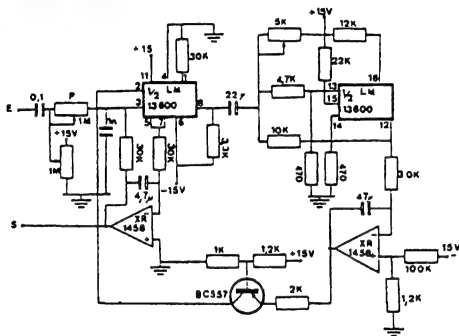 +15V
5K
12K
+15
4
30K
11
LM
22K
16
2
1/2
13600
22µ
4,7K
13
15
1/2
LM
13600
E
0,1
P
3
8
14
12
1M
1n
5
7
6
10K
+15V
1M
30K
30K
-15V
3,3K
470
470
4,7µ
47µ
S
XR
1458
-
+
XR
1458
-
+
15V -
100K
1K
1,2K
+15V
BC557
2K
1,2K